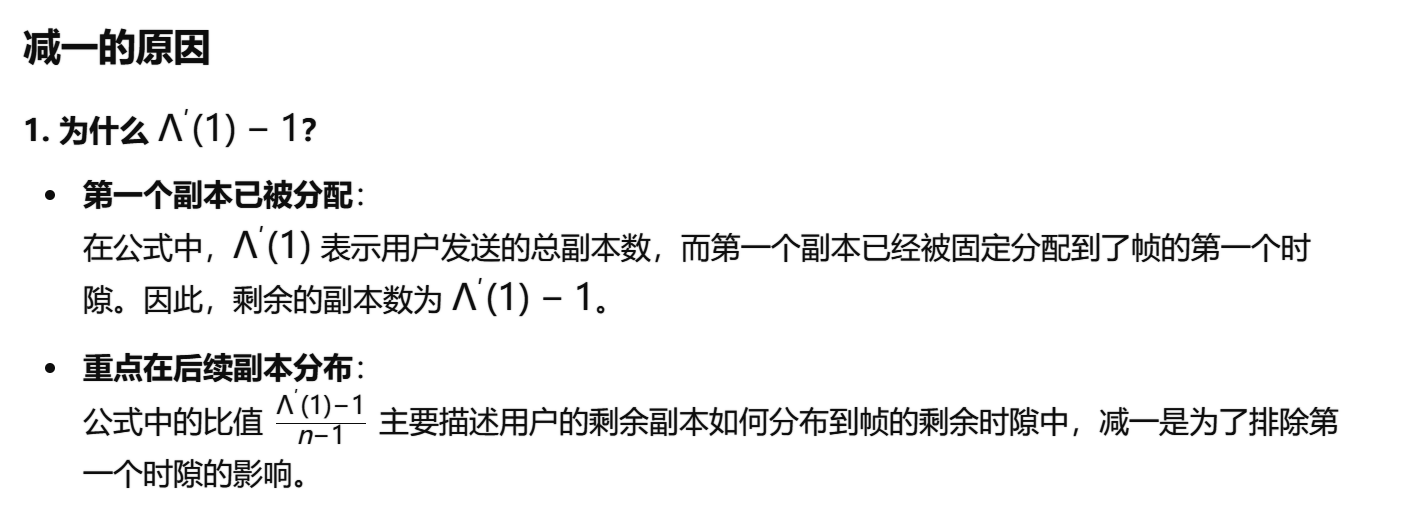 减一的原因
1. 为什么 Λ′(1) − 1?
• 第一个副本已被分配：
在公式中，Λ′(1) 表示用户发送的总副本数，而第一个副本已经被固定分配到了帧的第一个时
隙。因此，剩余的副本数为 Λ′(1) − 1。
• 重点在后续副本分布：
公式中的比值 \frac{Λ′(1)−1}{n−1} 主要描述用户的剩余副本如何分布到帧的剩余时隙中，减一是为了排除第
一个时隙的影响。